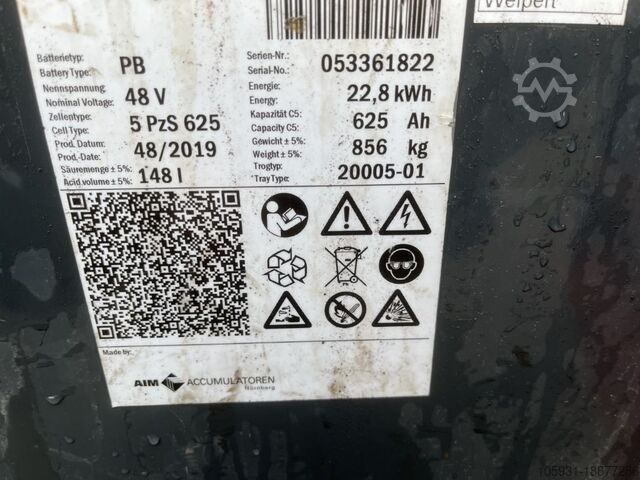 Weipert
Batterietyp:
Battery Type: PB
Nennspannung:
Nominal Voltage: 48 V
Zellentype:
Cell Type: 5 PzS 625
Prod. Datum:
Prod.-Date: 48/2019
Säuremenge ± 5%:
Acid volume ± 5%: 148 l
Serien-Nr.:
Serial-No.: 053361822
Energie:
Energy: 22,8 kWh
Kapazität C5:
Capacity C5: 625 Ah
Gewicht ± 5%:
Weight ± 5%: 856 kg
Trogtyp:
Tray Type: 20005-01
Made by:
AIM ACCUMULATOREN
Nürnberg